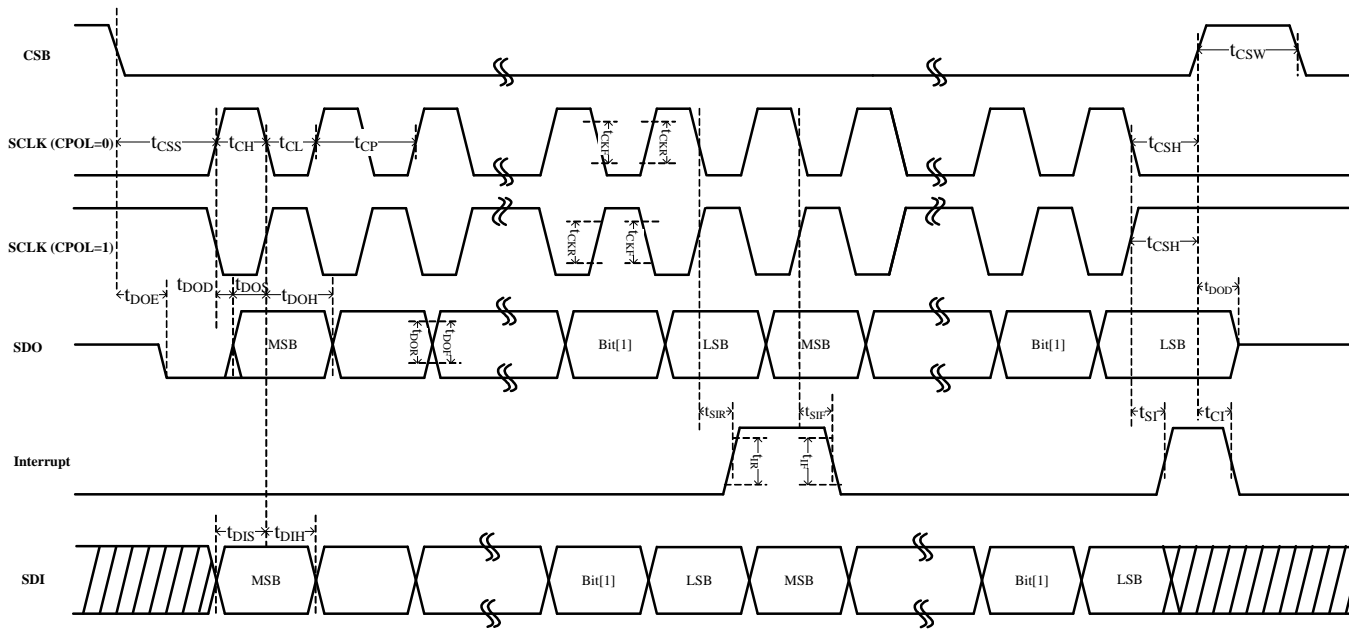 CSB
tCSW
SCLK (CPOL=0)
tCSS
tCH
tCL
tCP
tCKF
tCKR
tCSH
SCLK (CPOL=1)
tCKR
tCKF
tCSH
tDOE
tDOD
tDOS
tDOH
tDOD
SDO
MSB
tDOR
tDOF
Bit[1]
LSB
MSB
Bit[1]
LSB
tSIR
tSIF
tSI
tCI
Interrupt
tIR
tIF
tDIS
tDIH
SDI
MSB
Bit[1]
LSB
MSB
Bit[1]
LSB